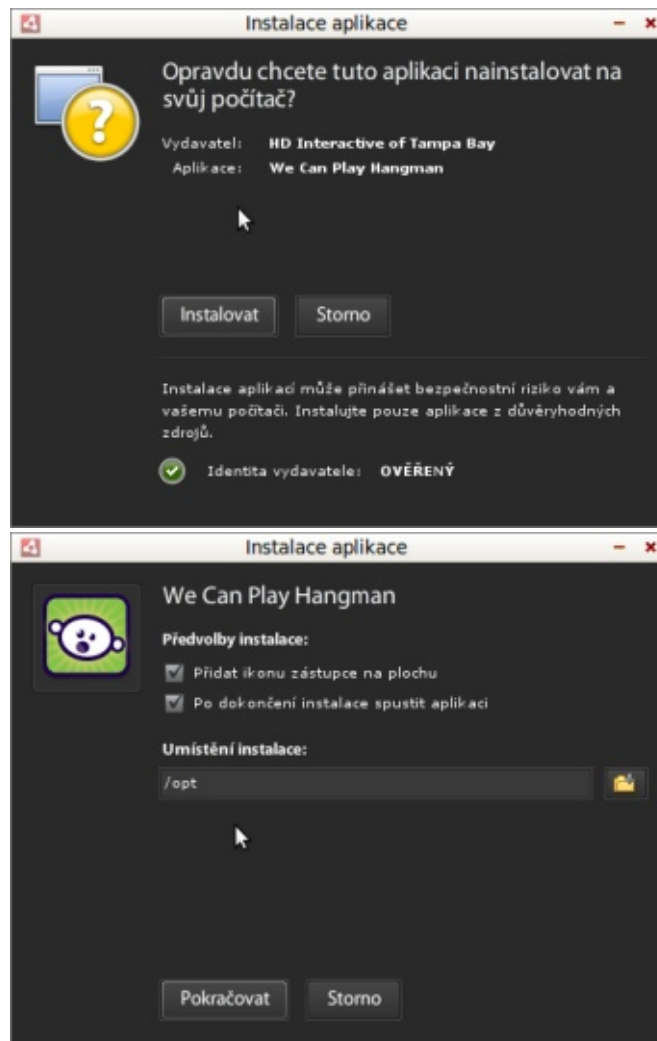 Instalace aplikace
Opravdu chcete tuto aplikaci nainstalovat na
svůj počítač?
Vydavatel: HD Interactive of Tampa Bay
Aplikace: We Can Play Hangman
Instalovat Storno
Instalace aplikací může přinášet bezpečnostní riziko vám a
vašemu počítači. Instalujte pouze aplikace z důvěryhodných
zdrojů.
Identita vydavatele: OVĚŘENÝ
Instalace aplikace
We Can Play Hangman
Předvolby instalace:
Přidat ikonu zástupce na plochu
Po dokončení instalace spustit aplikaci
Umístění instalace:
/opt
Pokračovat Storno